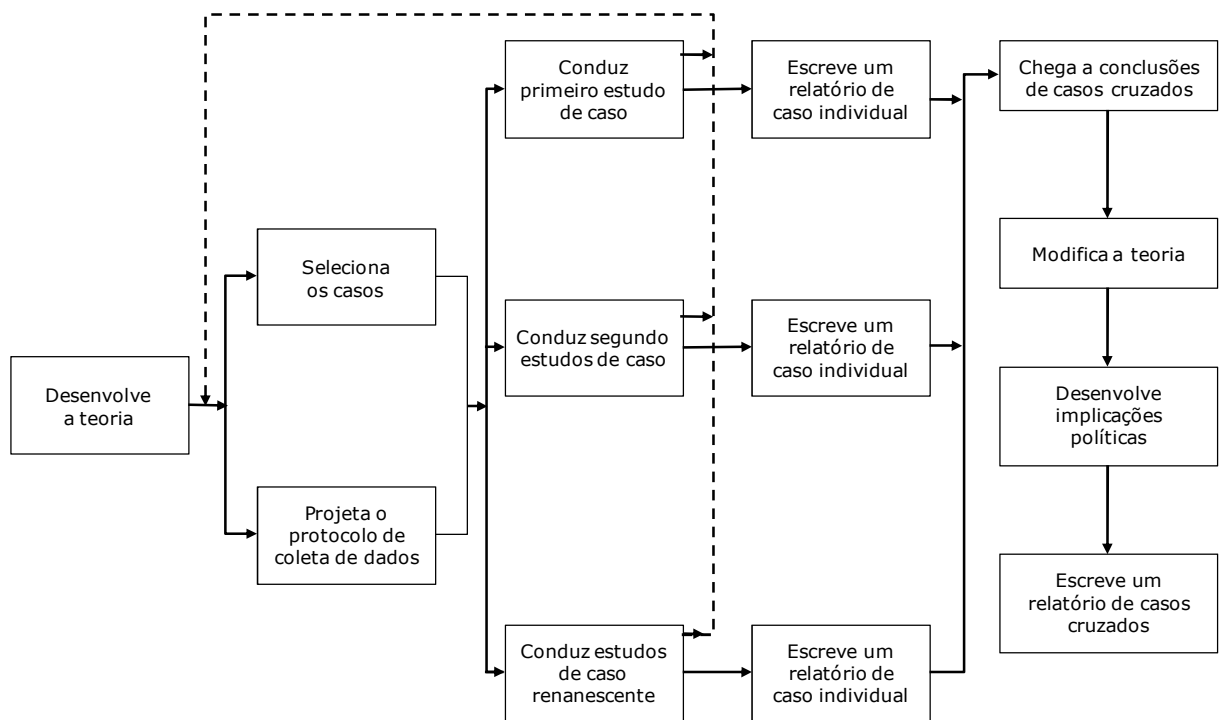 Desenvolve
a teoria
Seleciona
os casos
Projeta o
protocolo de
coleta de dados
Conduz
primeiro estudo
de caso
Conduz segundo
estudos de caso
Conduz estudos
de caso
renanescente
Escreve um
relatório de
caso individual
Escreve um
relatório de
caso individual
Escreve um
relatório de
caso individual
Chega a conclusões
de casos cruzados
Modifica a teoria
Desenvolve
implicações
políticas
Escreve um
relatório de casos
cruzados